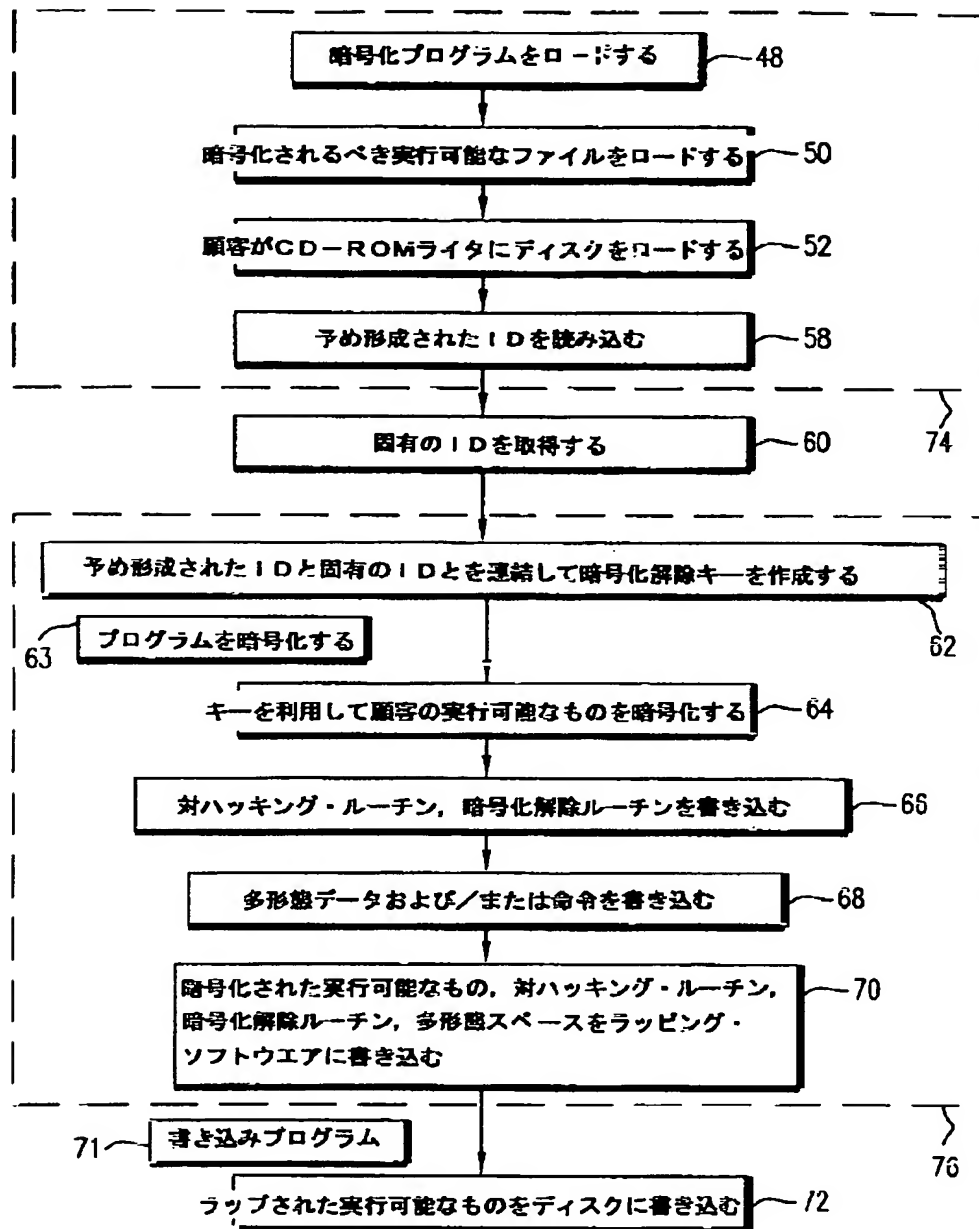 暗号化プログラムをロードする 48
暗号化されるべき実行可能なファイルをロードする 50
顧客がCD-ROMライタにディスクをロードする 52
予め形成されたIDを読み込む 58
74
固有のIDを取得する 60
予め形成されたIDと固有のIDとを連結して暗号化解除キーを作成する
62
63 プログラムを暗号化する
キーを利用して顧客の実行可能なものを暗号化する 64
対ハッキング・ルーチン,暗号化解除ルーチンを書き込む 66
多形態データおよび/または命令を書き込む 68
暗号化された実行可能なもの,対ハッキング・ルーチン,
暗号化解除ルーチン,多形態スペースをラッピング・
ソフトウエアに書き込む
70
71 書き込みプログラム
76
ラップされた実行可能なものをディスクに書き込む 72